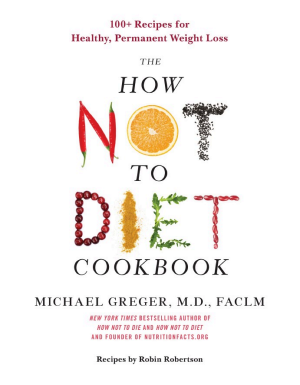 100+ Recipes for
Healthy, Permanent Weight Loss
THE
HOW
NOT
TO
DIET
COOKBOOK
MICHAEL GREGER, M.D., FACLM
NEW YORK TIMES BESTSELLING AUTHOR OF
HOW NOT TO DIE AND HOW NOT TO DIET
AND FOUNDER OF NUTRITIONFACTS.ORG
Recipes by Robin Robertson